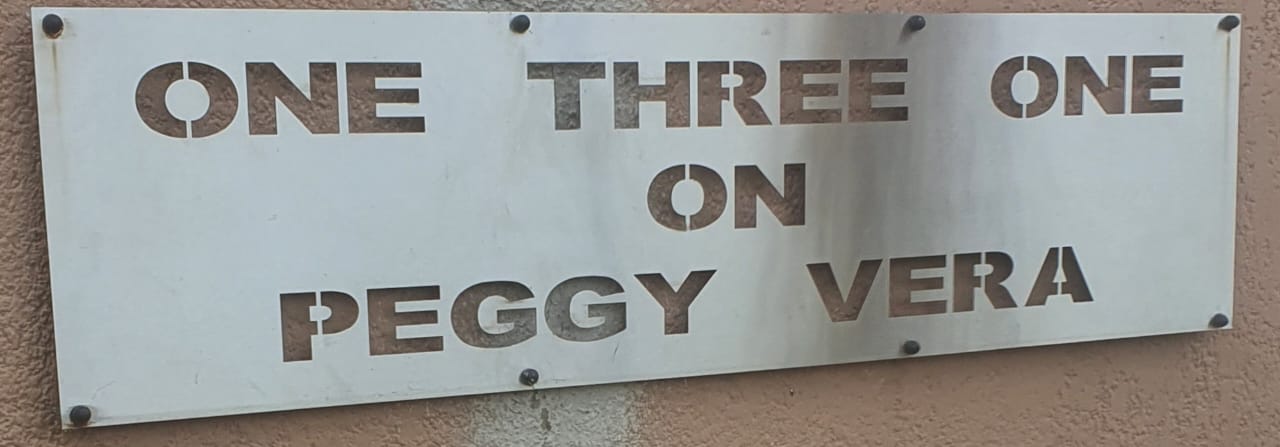 ONE THREE ONE
ON
PEGGY VERA